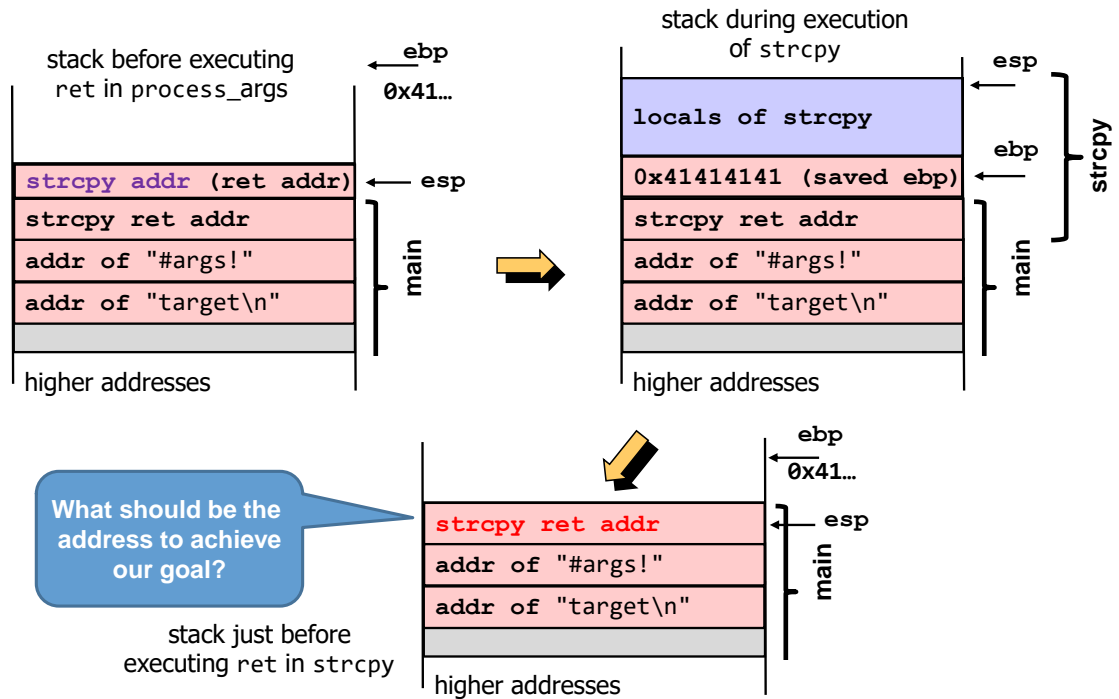 stack before executing
ret in process_args
ebp
0x41…
strcpy addr (ret addr)
esp
strcpy ret addr
addr of "#args!"
addr of "target\n"
main
higher addresses
stack during execution
of strcpy
esp
locals of strcpy
ebp
0x41414141 (saved ebp)
strcpy
strcpy ret addr
addr of "#args!"
addr of "target\n"
main
higher addresses
What should be the
address to achieve
our goal?
ebp
0x41…
strcpy ret addr
esp
addr of "#args!"
addr of "target\n"
main
stack just before
executing ret in strcpy
higher addresses